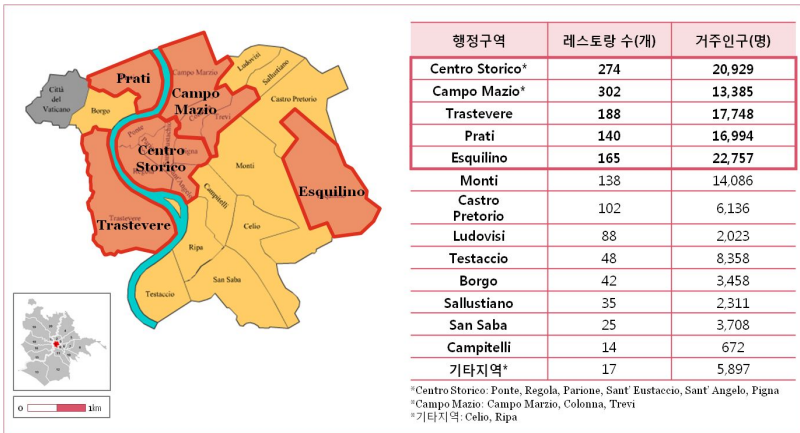 Città
del
Vaticano
Prati
Borgo
Campo Marzio
Campo
Mazio
Trevi
Ludovisi
Sallustiano
Castro Pretorio
Ponte
Pigna
Centro
Storico
Regola
Sant' Angelo
Monti
Esquilino
Campitelli
Trastevere
Trastevere
Celio
Ripa
San Saba
Testaccio
0 1km
행정구역 레스토랑 수(개) 거주인구(명)
Centro Storico* 274 20,929
Campo Mazio* 302 13,385
Trastevere 188 17,748
Prati 140 16,994
Esquilino 165 22,757
Monti 138 14,086
Castro
Pretorio 102 6,136
Ludovisi 88 2,023
Testaccio 48 8,358
Borgo 42 3,458
Sallustiano 35 2,311
San Saba 25 3,708
Campitelli 14 672
기타지역* 17 5,897
*Centro Storico: Ponte, Regola, Parione, Sant' Eustaccio, Sant' Angelo, Pigna
*Campo Mazio: Campo Marzio, Colonna, Trevi
*기타지역: Celio, Ripa